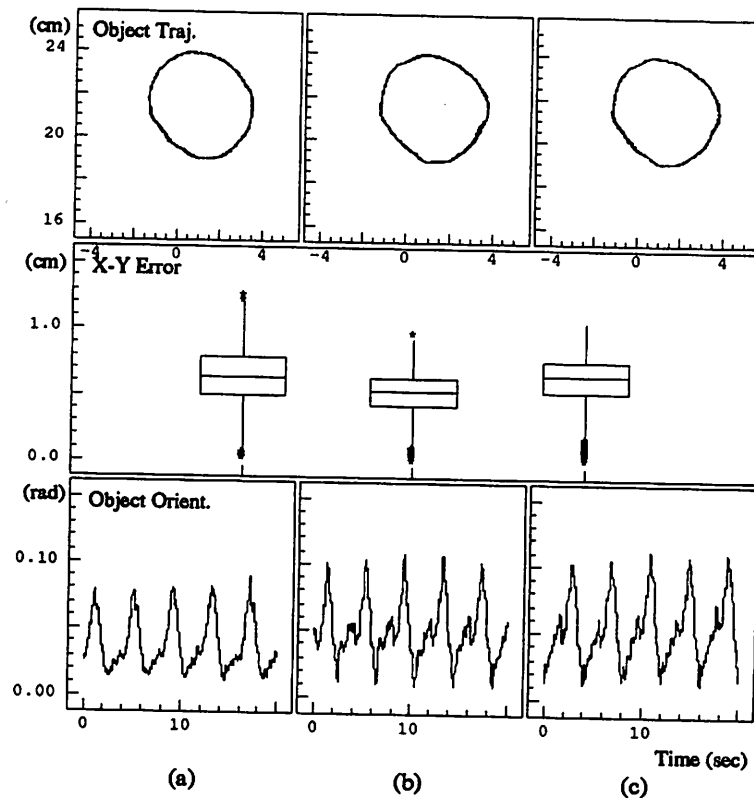 (cm) Object Traj.
24
20
16
-4 0 4 -4 0 4 -4 0 4
(cm) X-Y Error
1.0
0.0
(rad) Object Orient.
0.10
0.00
0 10 0 10 0 10
Time (sec)
(a) (b) (c)